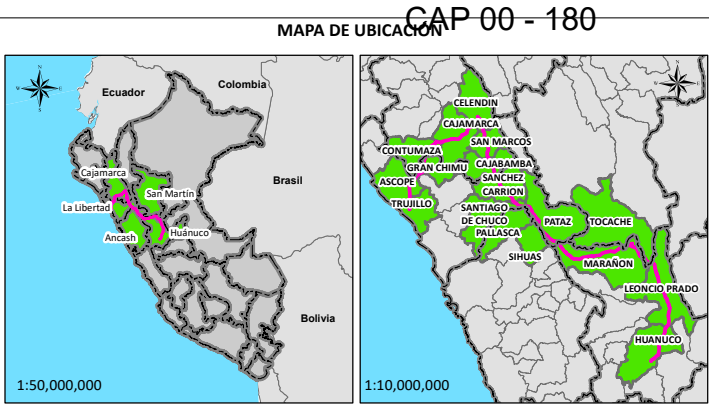 CAP 00 - 180
MAPA DE UBICACIÓN
Ecuador
Colombia
Cajamarca
San Martín
Brasil
La Libertad
Huánuco
Ancash
Bolivia
1:50,000,000
N
S
W
E
CELENDIN
CAJAMARCA
SAN MARCOS
CONTUMAZA
CAJABAMBA
GRAN CHIMU
ASCOPE
SANCHEZ
CARRION
TRUJILLO
SANTIAGO
DE CHUCO
PATAZ
TOCACHE
PALLASCA
SIHUAS
MARAÑON
LEONCIO PRADO
HUANUCO
1:10,000,000
N
S
W
E